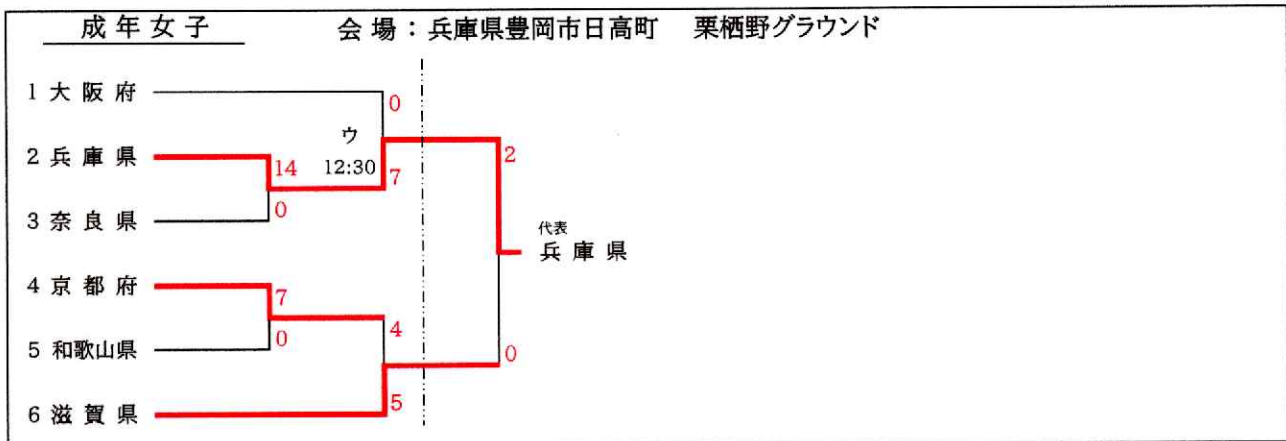 成年女子 会場：兵庫県豊岡市日高町 栗栖野グラウンド
1 大阪府
0
ウ
2 兵庫県
14
12:30
7
2
3 奈良県
0
代表
兵庫県
4 京都府
7
4
5 和歌山県
0
0
6 滋賀県
5